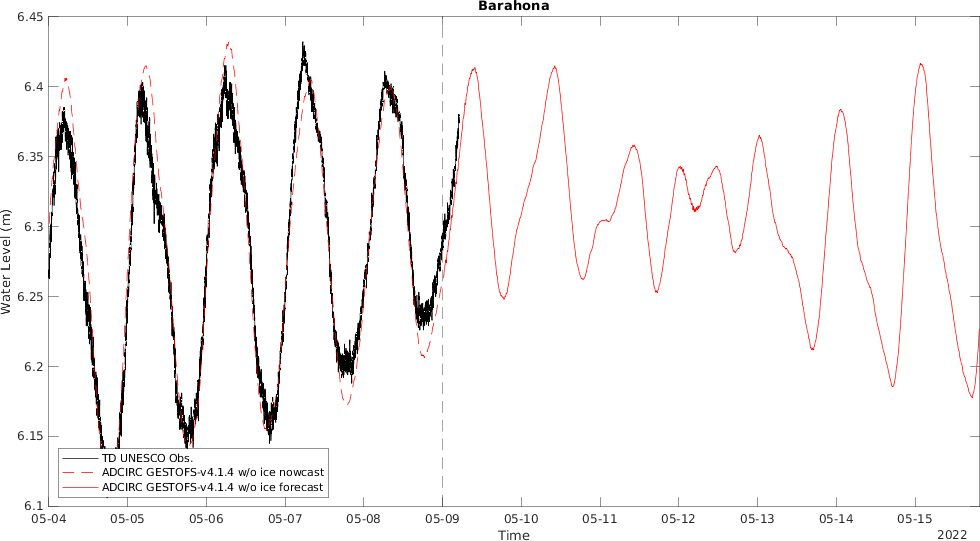 Barahona
6.45
6.4
6.35
6.3
6.25
6.2
6.15
6.1
Water Level (m)
TD UNESCO Obs.
ADCIRC GESTOFS-v4.1.4 w/o ice nowcast
ADCIRC GESTOFS-v4.1.4 w/o ice forecast
05-04 05-05 05-06 05-07 05-08 05-09 05-10 05-11 05-12 05-13 05-14 05-15
Time
2022